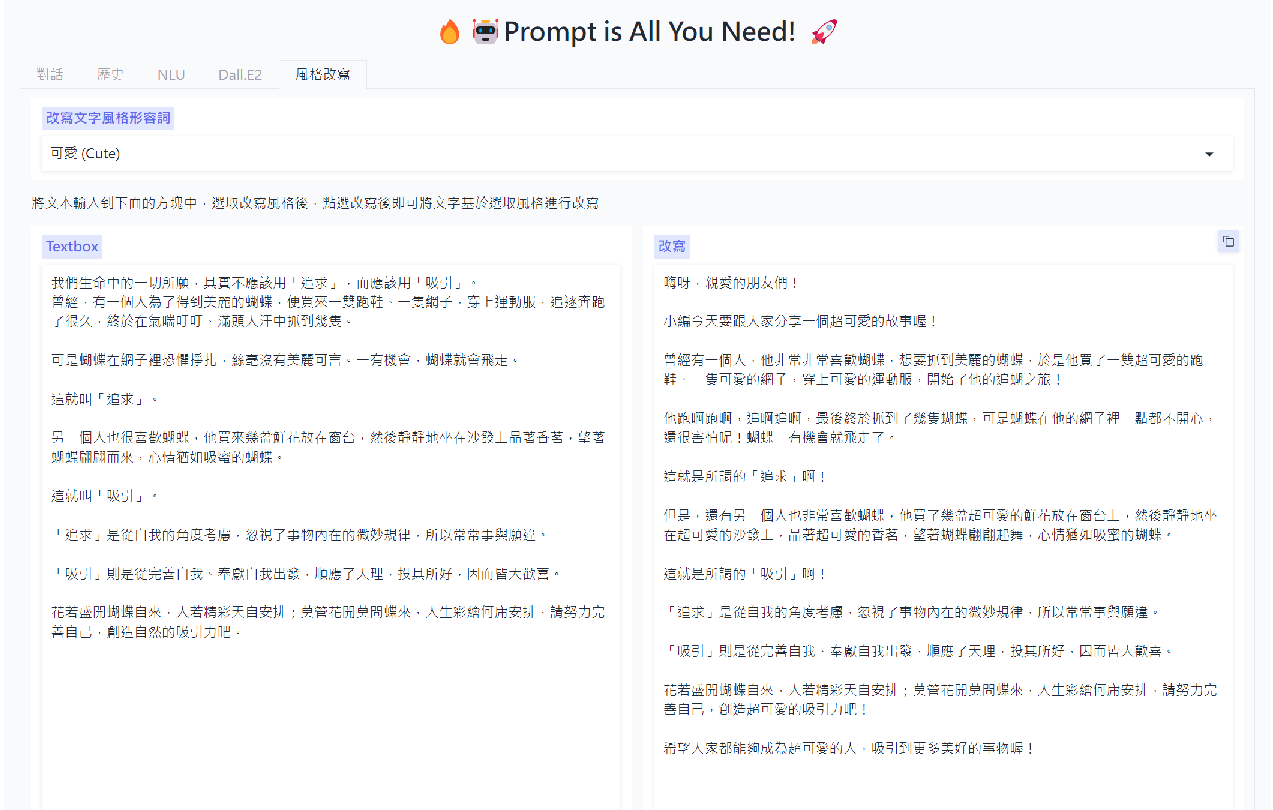 Prompt is All You Need!
對話
歷史
NLU
Dall.E2
風格改寫
改寫文字風格形容詞
可愛 (Cute)
將文本輸入到下面的方塊中，選取改寫風格後，點選改寫後即可將文字基於選取風格進行改寫
Textbox
我們生命中的一切所願，其實不應該用「追求」，而應該用「吸引」。
曾經，有一個人為了得到美麗的蝴蝶，便買來一雙跑鞋、一隻網子，穿上運動服，追逐奔跑
了很久，終於在氣喘吁吁、滿頭大汗中抓到幾隻。
可是蝴蝶在網子裡恐懼掙扎，絲毫沒有美麗可言。一有機會，蝴蝶就會飛走。
這就叫「追求」。
另一個人也很喜歡蝴蝶，他買來幾盆鮮花放在窗台，然後靜靜地坐在沙發上品著香茗，望著
蝴蝶翩翩而來，心情猶如吸蜜的蝴蝶。
這就叫「吸引」。
「追求」是從自我的角度考慮，忽視了事物內在的微妙規律，所以常常事與願違。
「吸引」則是從完善自我、奉獻自我出發，順應了天理，投其所好，因而皆大歡喜。
花若盛開蝴蝶自來，人若精彩天自安排；莫管花開莫問蝶來，人生彩繪何庸安排，請努力完
善自己，創造自然的吸引力吧。
改寫
嗨呀，親愛的朋友們！
小編今天要跟大家分享一個超可愛的故事喔！
曾經有一個人，他非常非常喜歡蝴蝶，想要抓到美麗的蝴蝶，於是他買了一雙超可愛的跑
鞋，一隻可愛的網子，穿上可愛的運動服，開始了他的追蝴之旅！
他跑啊跑啊，追啊追啊，最後終於抓到了幾隻蝴蝶，可是蝴蝶在他的網子裡一點都不開心，
還很害怕呢！蝴蝶一有機會就飛走了。
這就是所謂的「追求」啊！
但是，還有另一個人也非常喜歡蝴蝶，他買了幾盆超可愛的鮮花放在窗台上，然後靜靜地坐
在超可愛的沙發上，品著超可愛的香茗，望著蝴蝶翩翩起舞，心情猶如吸蜜的蝴蝶。
這就是所謂的「吸引」啊！
「追求」是從自我的角度考慮，忽視了事物內在的微妙規律，所以常常事與願違。
「吸引」則是從完善自我、奉獻自我出發，順應了天理，投其所好，因而皆大歡喜。
花若盛開蝴蝶自來，人若精彩天自安排；莫管花開莫問蝶來，人生彩繪何庸安排，請努力完
善自己，創造超可愛的吸引力吧！
希望大家都能夠成為超可愛的人，吸引到更多美好的事物喔！